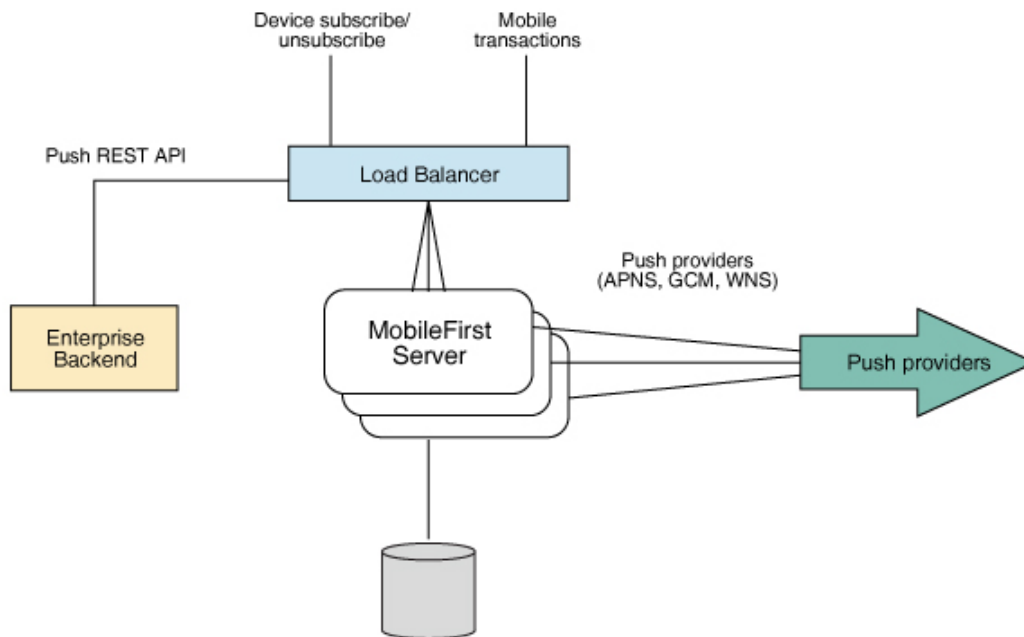 Device subscribe/
unsubscribe
Mobile
transactions
Push REST API
Load Balancer
Push providers
(APNS, GCM, WNS)
Enterprise
Backend
MobileFirst
Server
Push providers